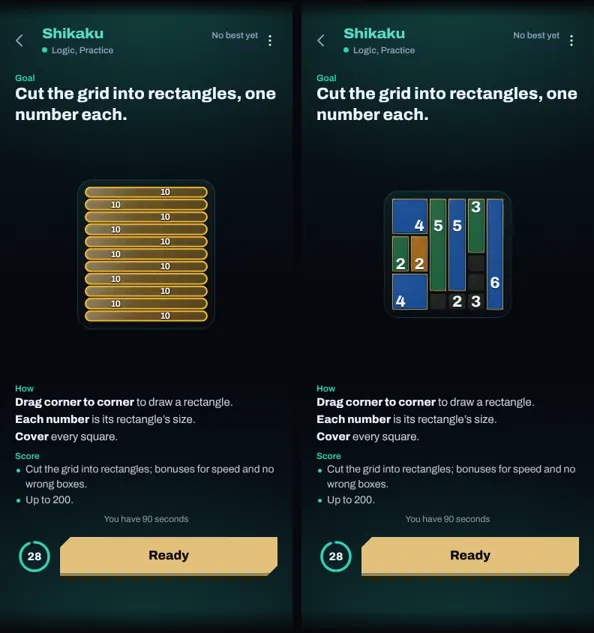 Shikaku
No best yet
Logic, Practice
Goal
Cut the grid into rectangles, one
number each.
10
10
10
10
10
10
10
10
10
10
10
How
Drag corner to corner to draw a rectangle.
Each number is its rectangle's size.
Cover every square.
Score
Cut the grid into rectangles; bonuses for speed and no
wrong boxes.
Up to 200.
You have 90 seconds
28
Ready
Shikaku
No best yet
Logic, Practice
Goal
Cut the grid into rectangles, one
number each.
3
4 5 5
2 2
6
4 2 3
How
Drag corner to corner to draw a rectangle.
Each number is its rectangle's size.
Cover every square.
Score
Cut the grid into rectangles; bonuses for speed and no
wrong boxes.
Up to 200.
You have 90 seconds
28
Ready